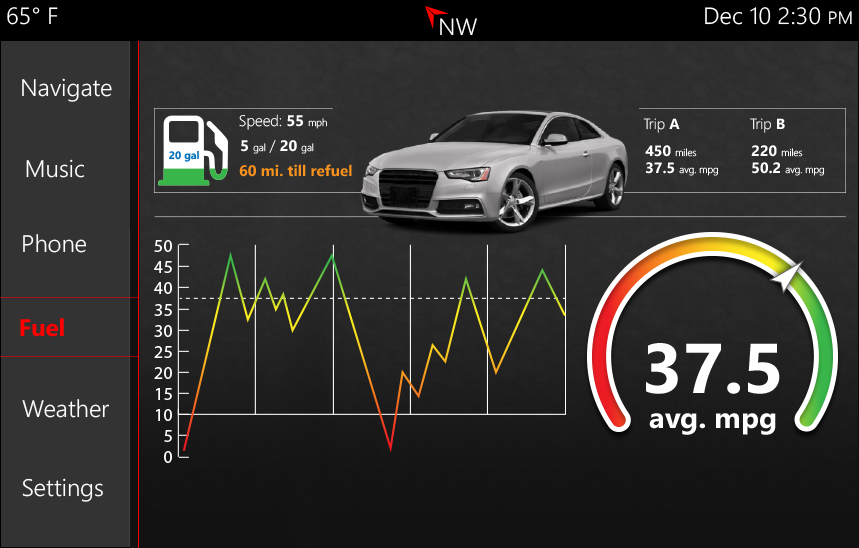 65° F
NW
Dec 10 2:30 PM
Navigate
Music
Phone
Fuel
Weather
Settings
20 gal
Speed: 55 mph
5 gal / 20 gal
60 mi. till refuel
Trip A
450 miles
37.5 avg. mpg
Trip B
220 miles
50.2 avg. mpg
50
45
40
35
30
25
20
15
10
5
0
37.5
avg. mpg